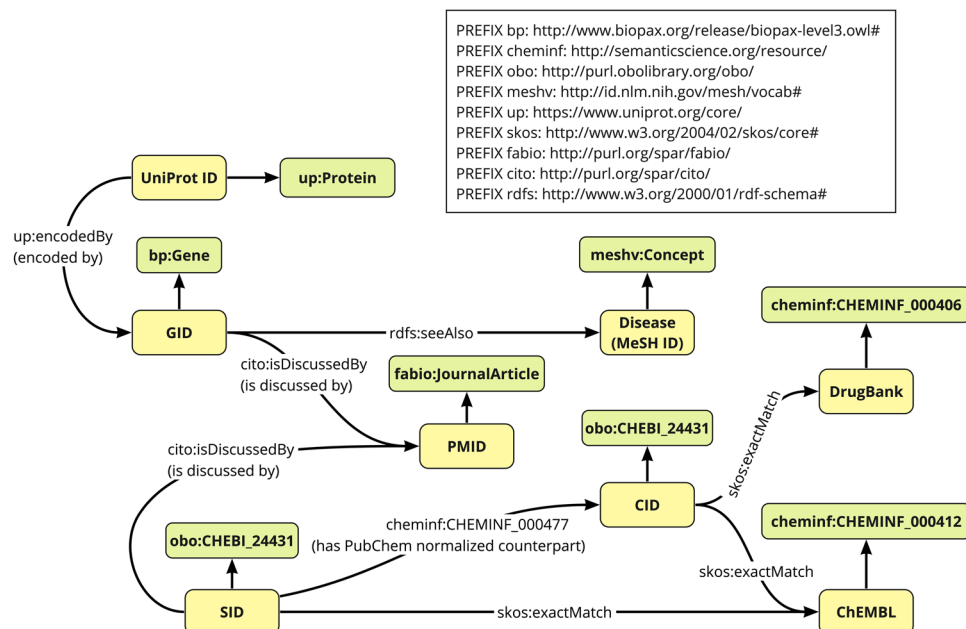 PREFIX bp: http://www.biopax.org/release/biopax-level3.owl#
PREFIX cheminf: http://semanticscience.org/resource/
PREFIX obo: http://purl.obolibrary.org/obo/
PREFIX meshv: http://id.nlm.nih.gov/mesh/vocab#
PREFIX up: https://www.uniprot.org/core/
PREFIX skos: http://www.w3.org/2004/02/skos/core#
PREFIX fabio: http://purl.org/spar/fabio/
PREFIX cito: http://purl.org/spar/cito/
PREFIX rdfs: http://www.w3.org/2000/01/rdf-schema#
UniProt ID
up:Protein
up:encodedBy
(encoded by)
bp:Gene
meshv:Concept
cheminf:CHEMINF_000406
GID
rdfs:seeAlso
Disease
(MeSH ID)
cito:isDiscussedBy
(is discussed by)
fabio:JournalArticle
DrugBank
obo:CHEBI_24431
cito:isDiscussedBy
(is discussed by)
PMID
skos:exactMatch
CID
cheminf:CHEMINF_000477
(has PubChem normalized counterpart)
cheminf:CHEMINF_000412
obo:CHEBI_24431
skos:exactMatch
SID
skos:exactMatch
ChEMBL